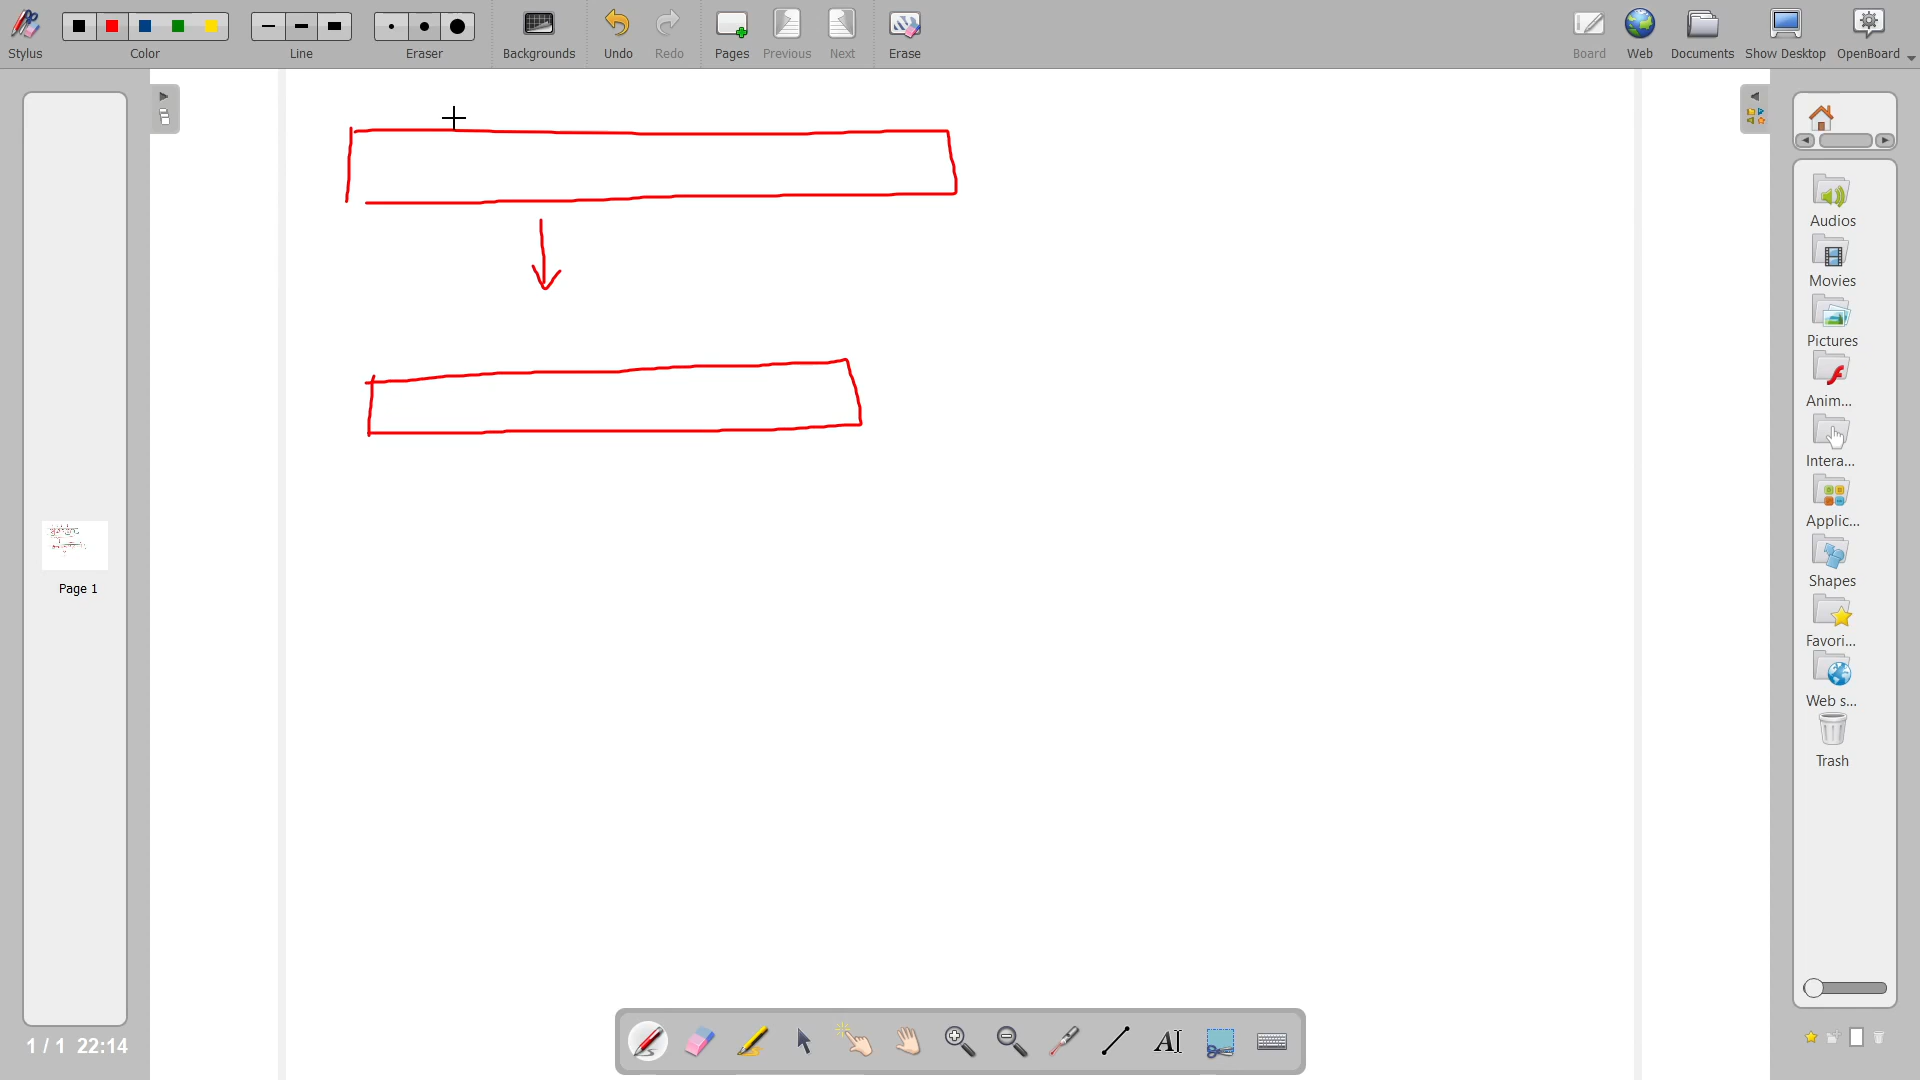 Stylus Color Line Eraser Backgrounds Undo Redo Pages Previous Next Erase Board Web Documents Show Desktop OpenBoard
Audios
Movies
Pictures
Anim...
Intera...
Applic...
Page 1
Shapes
Favori...
Web s...
Trash
1 / 1 22:14
AI